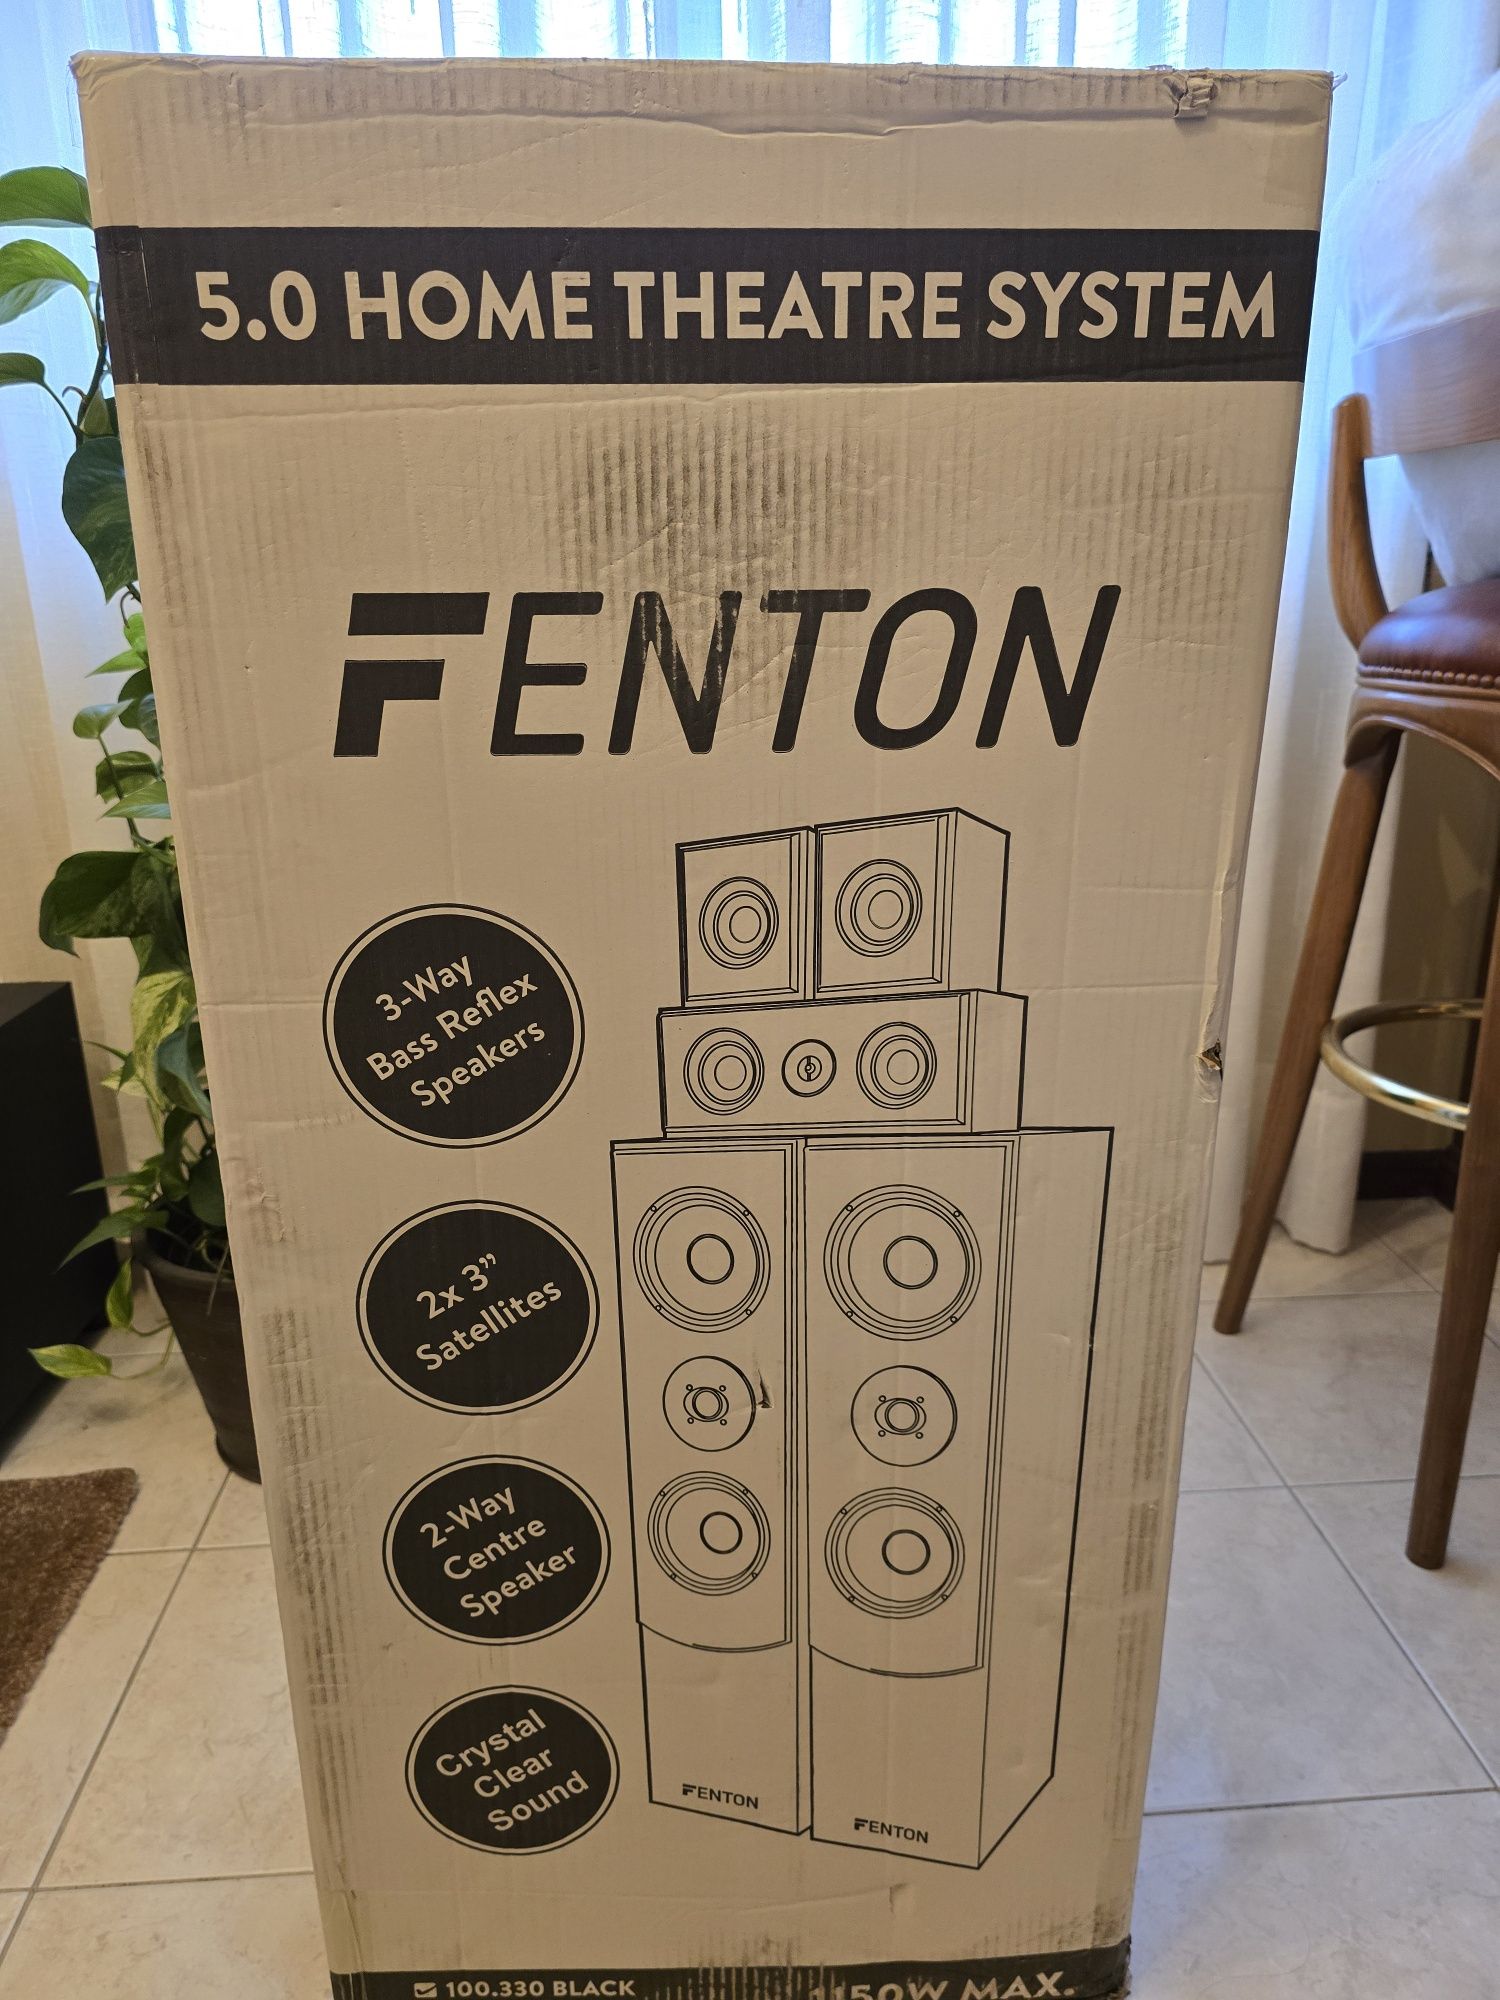 5.0 HOME THEATRE SYSTEM
FENTON
3-Way
Bass Reflex
Speakers
2x 3”
Satellites
2-Way
Centre
Speaker
Crystal
Clear
Sound
FENTON
FENTON
100.330 BLACK
1150W MAX.